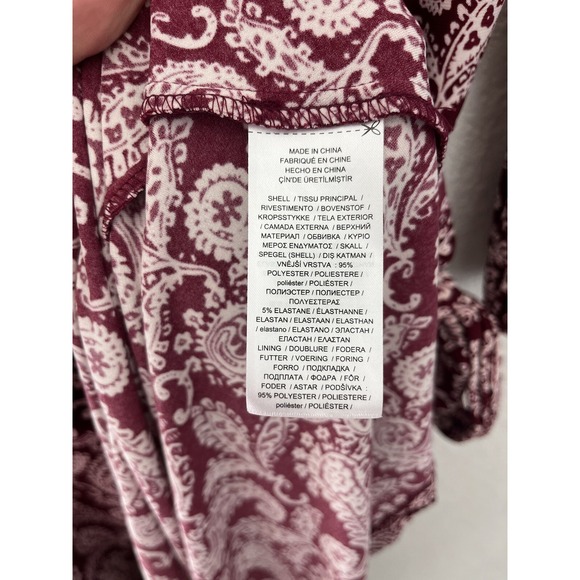 MADE IN CHINA
FABRIQUÉ EN CHINE
HECHO EN CHINA
ÇİN'DE ÜRETİLMİŞTİR
SHELL / TISSU PRINCIPAL /
RIVESTIMENTO / BOVENSTOF /
KROPSSTYKKE / TELA EXTERIOR
/ CAMADA EXTERNA / ВЕРХНИЙ
МАТЕРИАЛ / ОБВИВКА / ΚΥΡΙΟ
ΜΕΡΟΣ ΕΝΔΥΜΑΤΟΣ / SKALL /
SPEGEL (SHELL) / DIŞ KATMAN /
VNĚJŠÍ VRSTVA : 95%
POLYESTER / POLIESTERE /
poliéster / POLIÉSTER /
ПОЛИЭСТЕР / ПОЛИЕСТЕР /
ΠΟΛΥΕΣΤΕΡΑΣ
5% ELASTANE / ÉLASTHANNE /
ELASTAN / ELASTAAN / ELASTHAN
/ elastano / ELASTANO / ЭЛАСТАН /
ЕЛАСТАН / ΕΛΑΣΤΑΝ
LINING / DOUBLURE / FODERA /
FUTTER / VOERING / FORING /
FORRO / ПОДКЛАДКА /
ПОДПЛАТА / ΦΟΔΡΑ / FÔR /
FODER / ASTAR / PODŠÍVKA :
95% POLYESTER / POLIESTERE /
poliéster / POLIÉSTER /